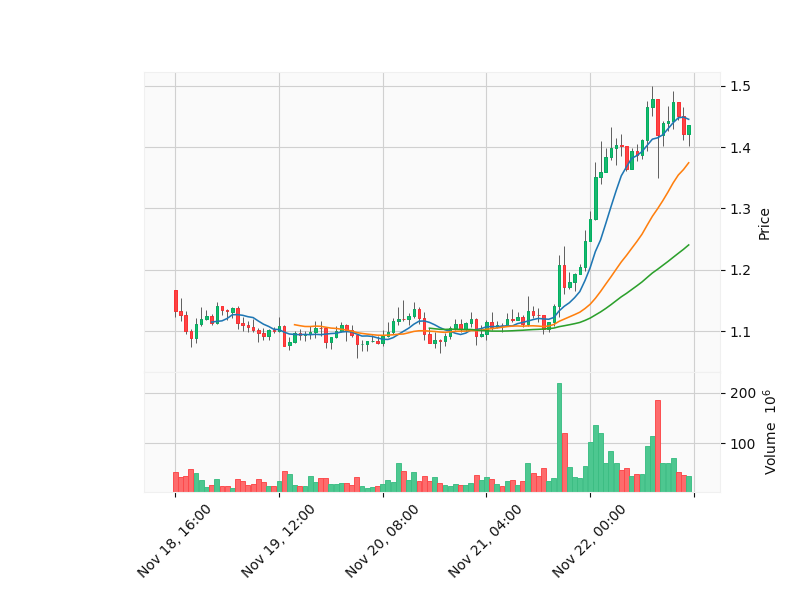 1.5
1.4
1.3
1.2
1.1
Price
200
100
Volume 10⁶
Nov 18, 16:00
Nov 19, 12:00
Nov 20, 08:00
Nov 21, 04:00
Nov 22, 00:00